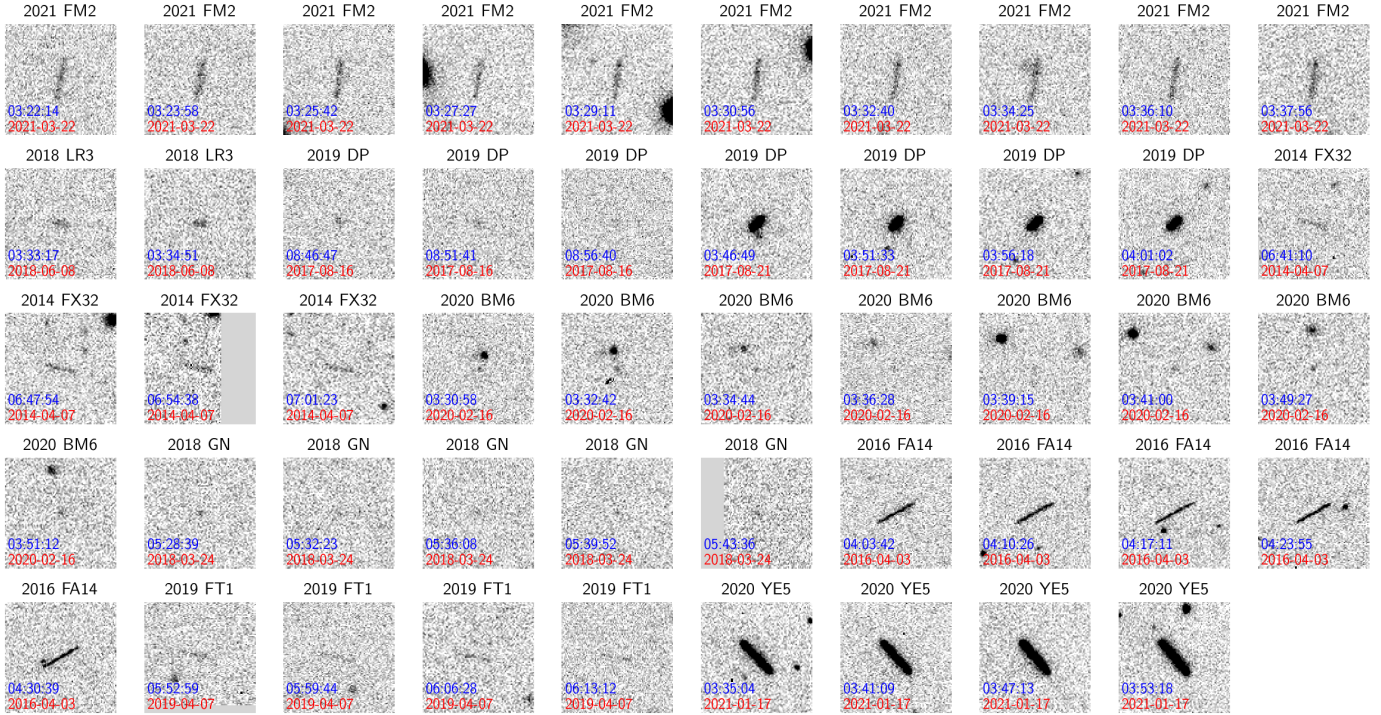 2021 FM2 2021 FM2 2021 FM2 2021 FM2 2021 FM2 2021 FM2 2021 FM2 2021 FM2 2021 FM2 2021 FM2
03:22:14 03:23:58 03:25:42 03:27:27 03:29:11 03:30:56 03:32:40 03:34:25 03:36:10 03:37:56
2021-03-22 2021-03-22 2021-03-22 2021-03-22 2021-03-22 2021-03-22 2021-03-22 2021-03-22 2021-03-22 2021-03-22
2018 LR3 2018 LR3 2019 DP 2019 DP 2019 DP 2019 DP 2019 DP 2019 DP 2019 DP 2014 FX32
03:33:17 03:34:51 08:46:47 08:51:41 08:56:40 03:46:49 03:51:33 03:56:18 04:01:02 06:41:10
2018-06-08 2018-06-08 2017-08-16 2017-08-16 2017-08-16 2017-08-21 2017-08-21 2017-08-21 2017-08-21 2014-04-07
2014 FX32 2014 FX32 2014 FX32 2020 BM6 2020 BM6 2020 BM6 2020 BM6 2020 BM6 2020 BM6 2020 BM6
06:47:54 06:54:38 07:01:23 03:30:58 03:32:42 03:34:44 03:36:28 03:39:15 03:41:00 03:49:27
2014-04-07 2014-04-07 2014-04-07 2020-02-16 2020-02-16 2020-02-16 2020-02-16 2020-02-16 2020-02-16 2020-02-16
2020 BM6 2018 GN 2018 GN 2018 GN 2018 GN 2018 GN 2016 FA14 2016 FA14 2016 FA14 2016 FA14
03:51:12 05:28:39 05:32:23 05:36:08 05:39:52 05:43:36 04:03:42 04:10:26 04:17:11 04:23:55
2020-02-16 2018-03-24 2018-03-24 2018-03-24 2018-03-24 2018-03-24 2016-04-03 2016-04-03 2016-04-03 2016-04-03
2016 FA14 2019 FT1 2019 FT1 2019 FT1 2019 FT1 2020 YE5 2020 YE5 2020 YE5 2020 YE5
04:30:39 05:52:59 05:59:44 06:06:28 06:13:12 03:35:04 03:41:09 03:47:13 03:53:18
2016-04-03 2019-04-07 2019-04-07 2019-04-07 2019-04-07 2021-01-17 2021-01-17 2021-01-17 2021-01-17